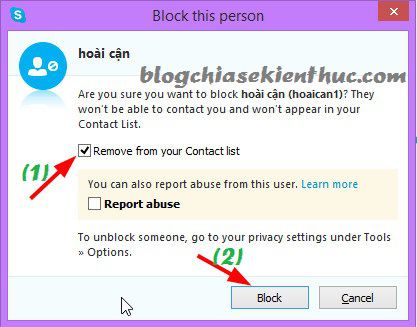 Block this person
hoài cận
blogchiasekienthuc.com
Are you sure you want to block hoài cận (hoaican1)? They
won't be able to contact you and won't appear in your
Contact List.
Remove from your Contact list
(1)
You can also report abuse from this user. Learn more
Report abuse
To unblock someone, go to your privacy settings under Tools
» Options.
(2)
Block
Cancel